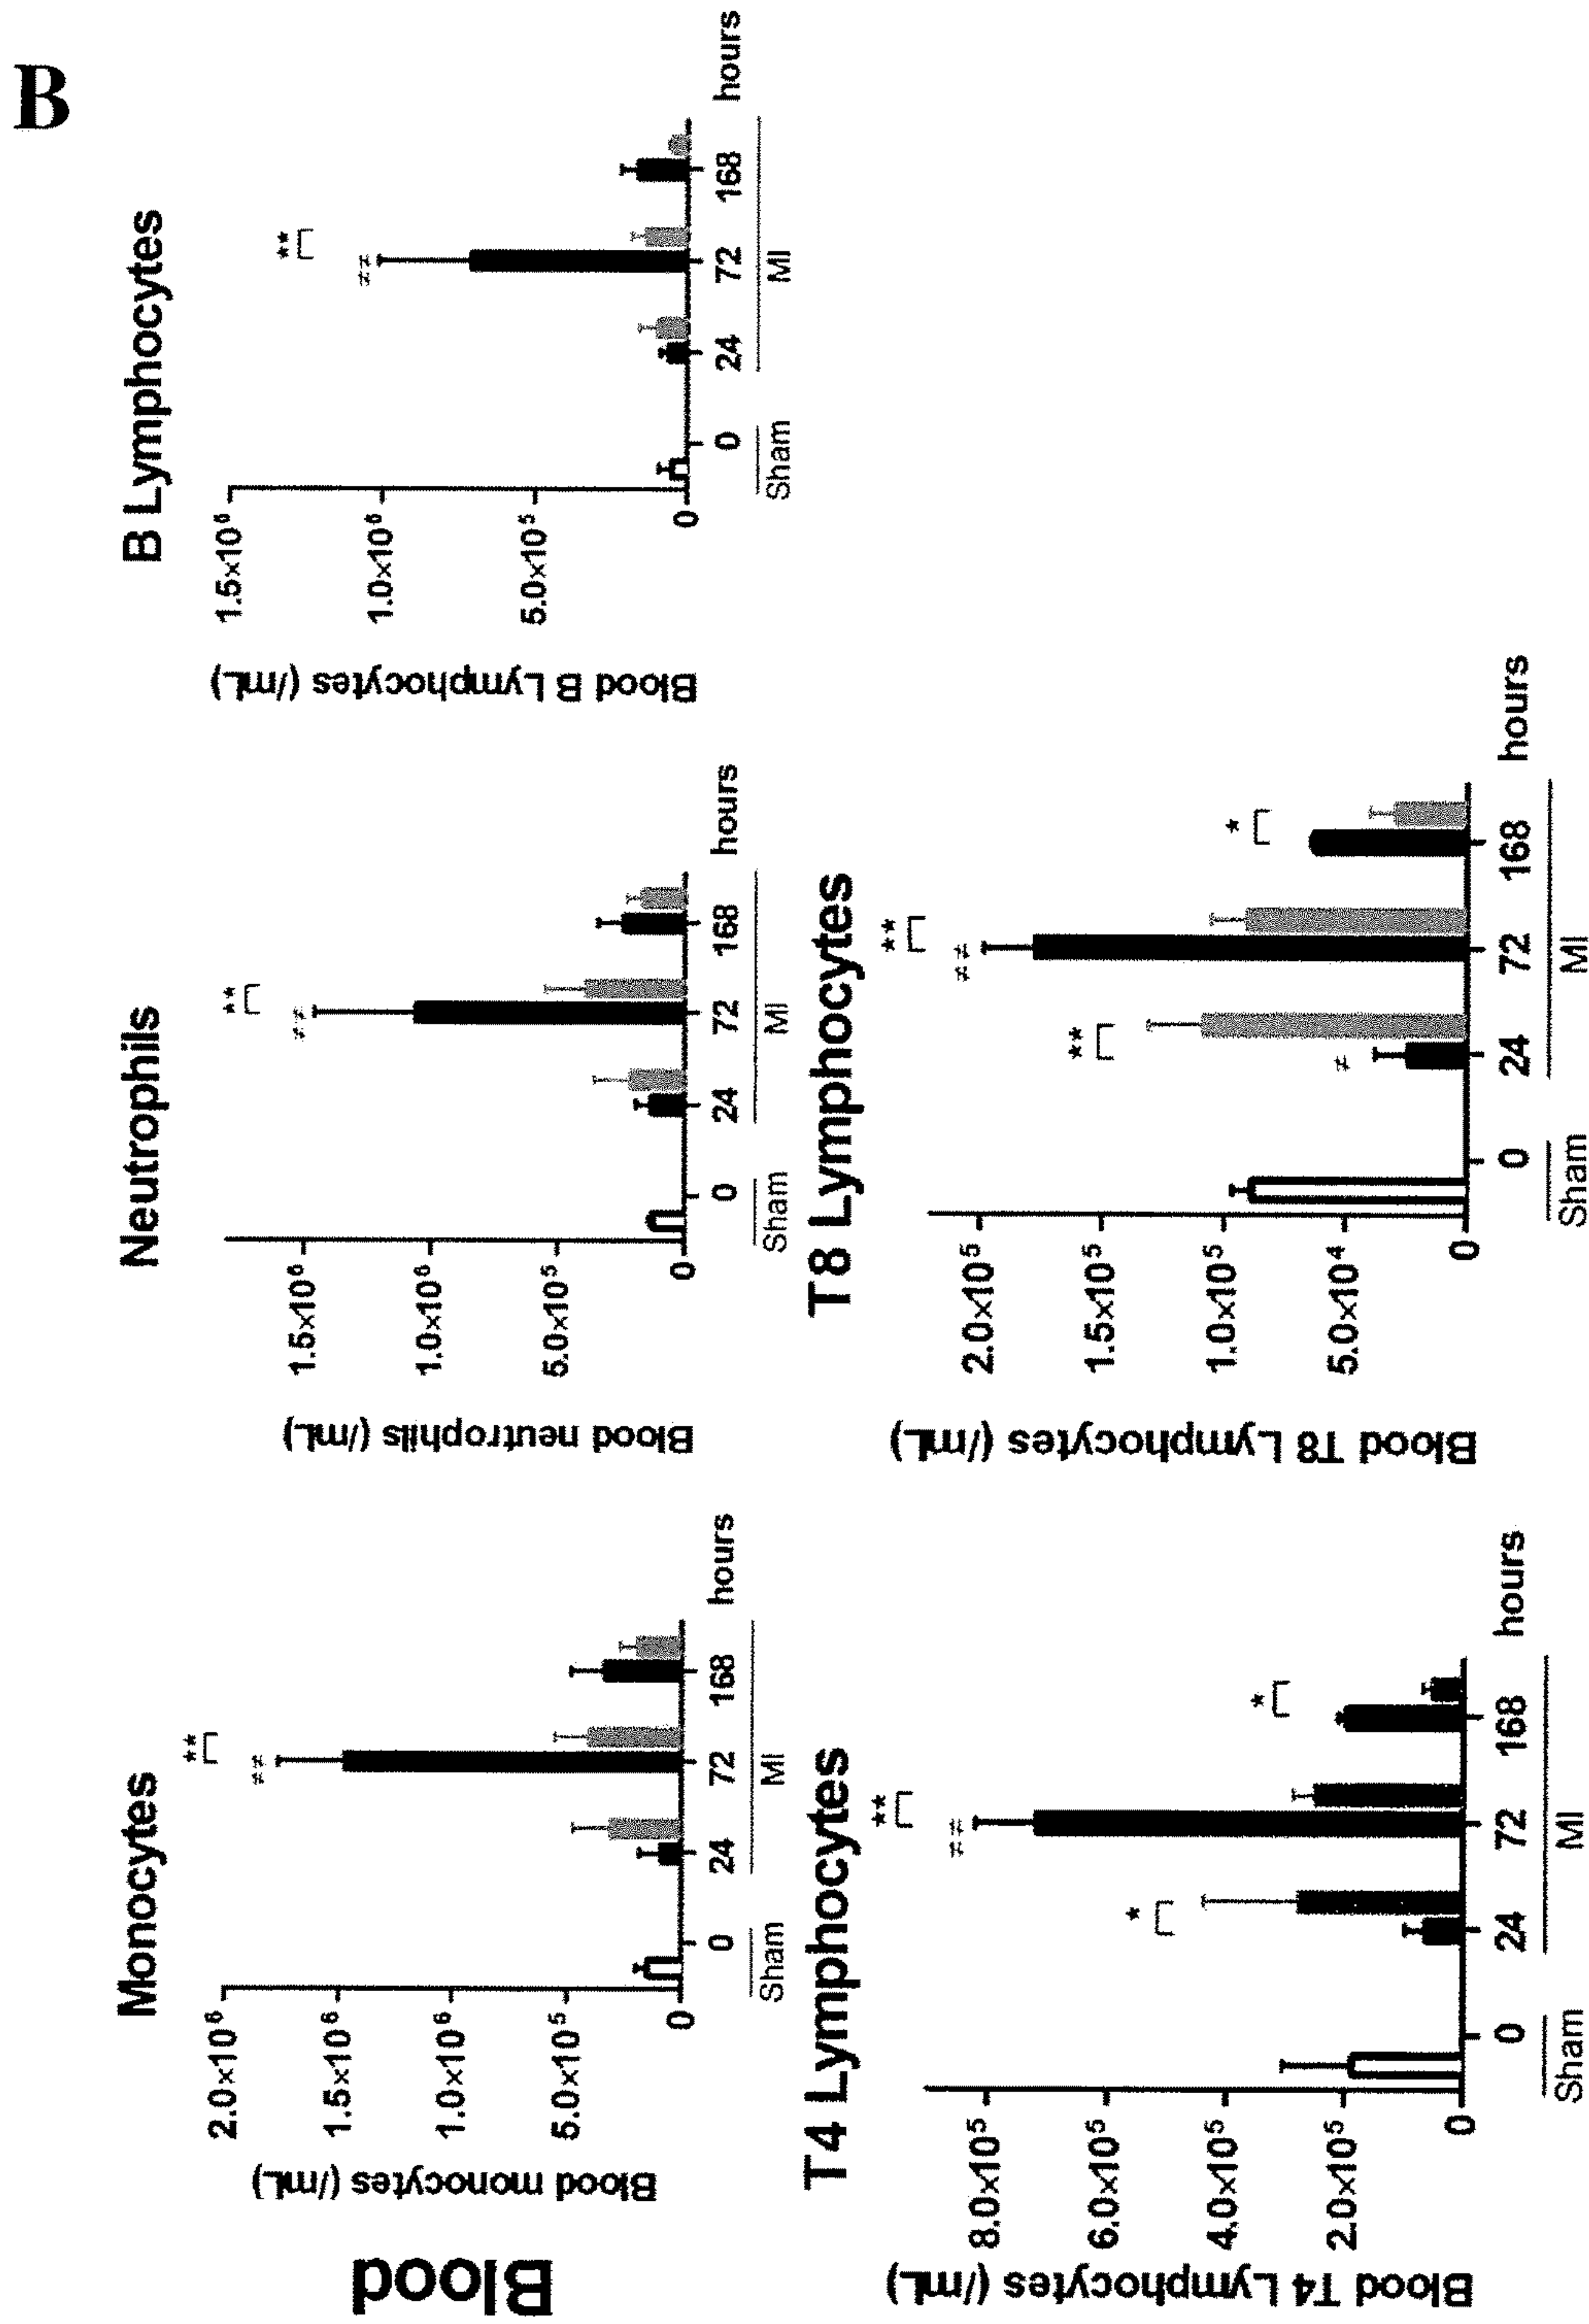 B
Blood
Monocytes
Blood monocytes (/mL)
2.0×10⁶
1.5×10⁶
1.0×10⁶
5.0×10⁵
0
**
≠≠
0 24 72 168 hours
Sham MI
Neutrophils
Blood neutrophils (/mL)
1.5×10⁶
1.0×10⁶
5.0×10⁵
0
**
≠≠
0 24 72 168 hours
Sham MI
B Lymphocytes
Blood B Lymphocytes (/mL)
1.5×10⁶
1.0×10⁶
5.0×10⁵
0
**
≠≠
0 24 72 168 hours
Sham MI
T4 Lymphocytes
Blood T4 Lymphocytes (/mL)
8.0×10⁵
6.0×10⁵
4.0×10⁵
2.0×10⁵
0
**
≠≠
* *
0 24 72 168 hours
Sham MI
T8 Lymphocytes
Blood T8 Lymphocytes (/mL)
2.0×10⁵
1.5×10⁵
1.0×10⁵
5.0×10⁴
0
**
≠≠
** *
≠
0 24 72 168 hours
Sham MI